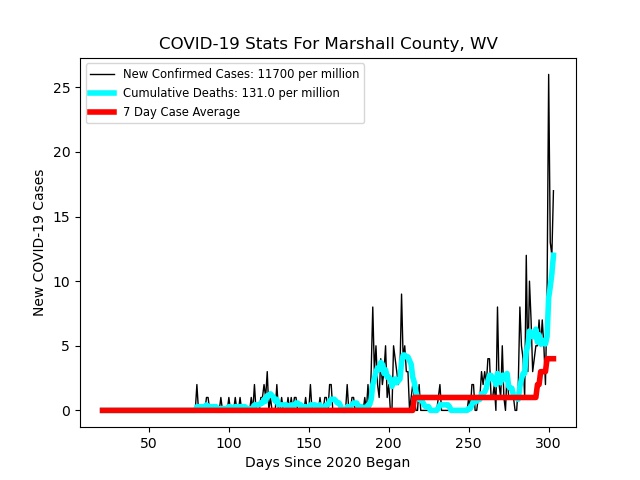 COVID-19 Stats For Marshall County, WV
New Confirmed Cases: 11700 per million
Cumulative Deaths: 131.0 per million
7 Day Case Average
New COVID-19 Cases
25
20
15
10
5
0
50 100 150 200 250 300
Days Since 2020 Began